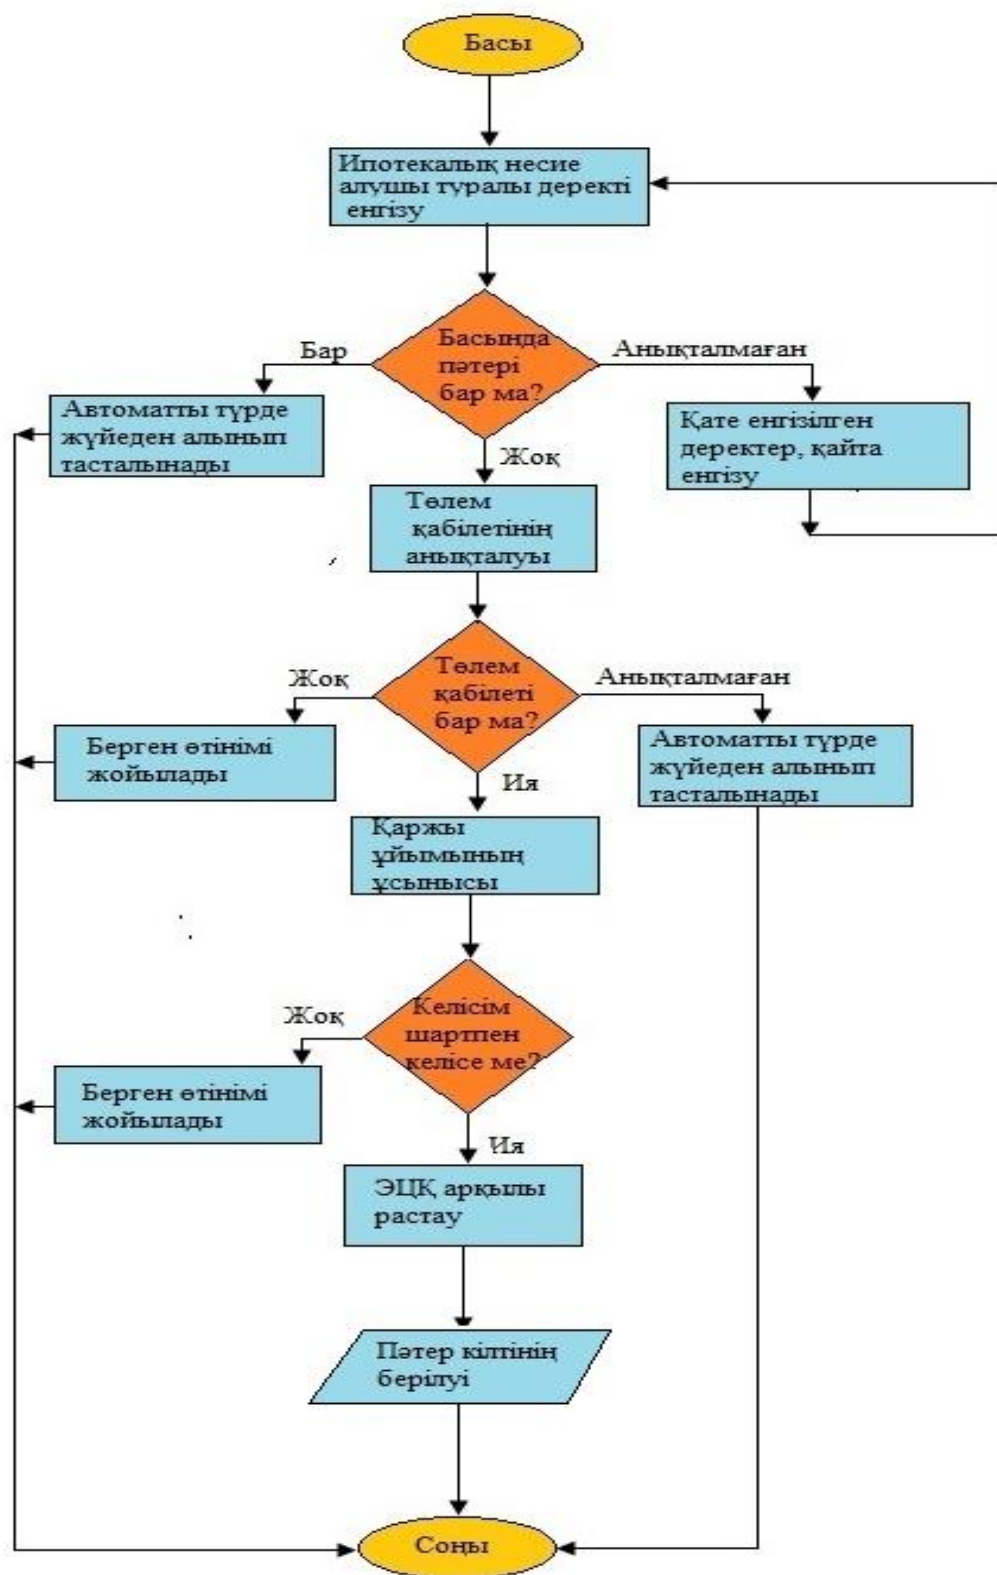 Басы
Ипотекалық несие
алушы туралы деректі
енгізу
Басында
пәтері
бар ма?
Бар
Анықталмаған
Автоматты түрде
жүйеден алынып
тасталынады
Қате енгізілген
деректер, қайта
енгізу
Жоқ
Төлем
қабілетінің
анықталуы
Төлем
қабілеті
бар ма?
Жоқ
Анықталмаған
Берген өтінімі
жойылады
Автоматты түрде
жүйеден алынып
тасталынады
Ия
Қаржы
ұйымының
ұсынысы
Келісім
шартпен
келісе ме?
Жоқ
Берген өтінімі
жойылады
Ия
ЭЦҚ арқылы
растау
Пәтер кілтінің
берілуі
Соңы